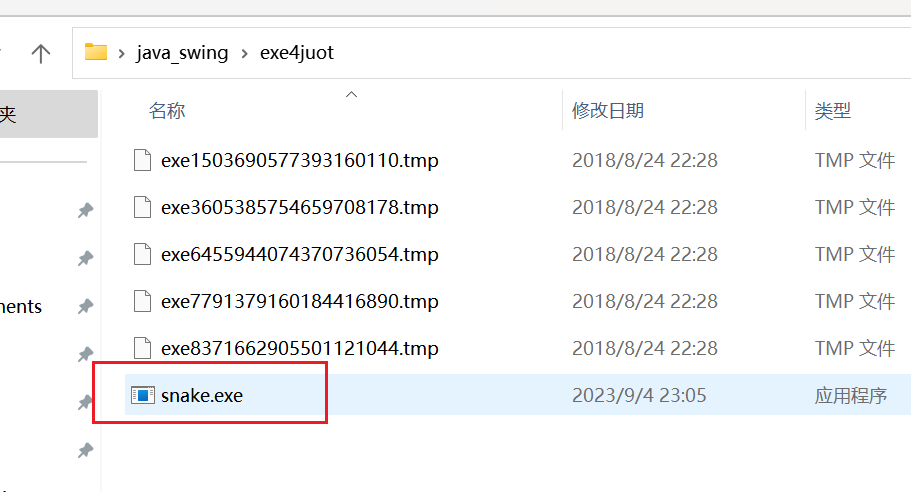 java_swing > exe4juot
夹
名称 修改日期 类型
exe1503690577393160110.tmp 2018/8/24 22:28 TMP 文件
exe3605385754659708178.tmp 2018/8/24 22:28 TMP 文件
exe6455944074370736054.tmp 2018/8/24 22:28 TMP 文件
nents exe7791379160184416890.tmp 2018/8/24 22:28 TMP 文件
exe8371662905501121044.tmp 2018/8/24 22:28 TMP 文件
snake.exe 2023/9/4 23:05 应用程序